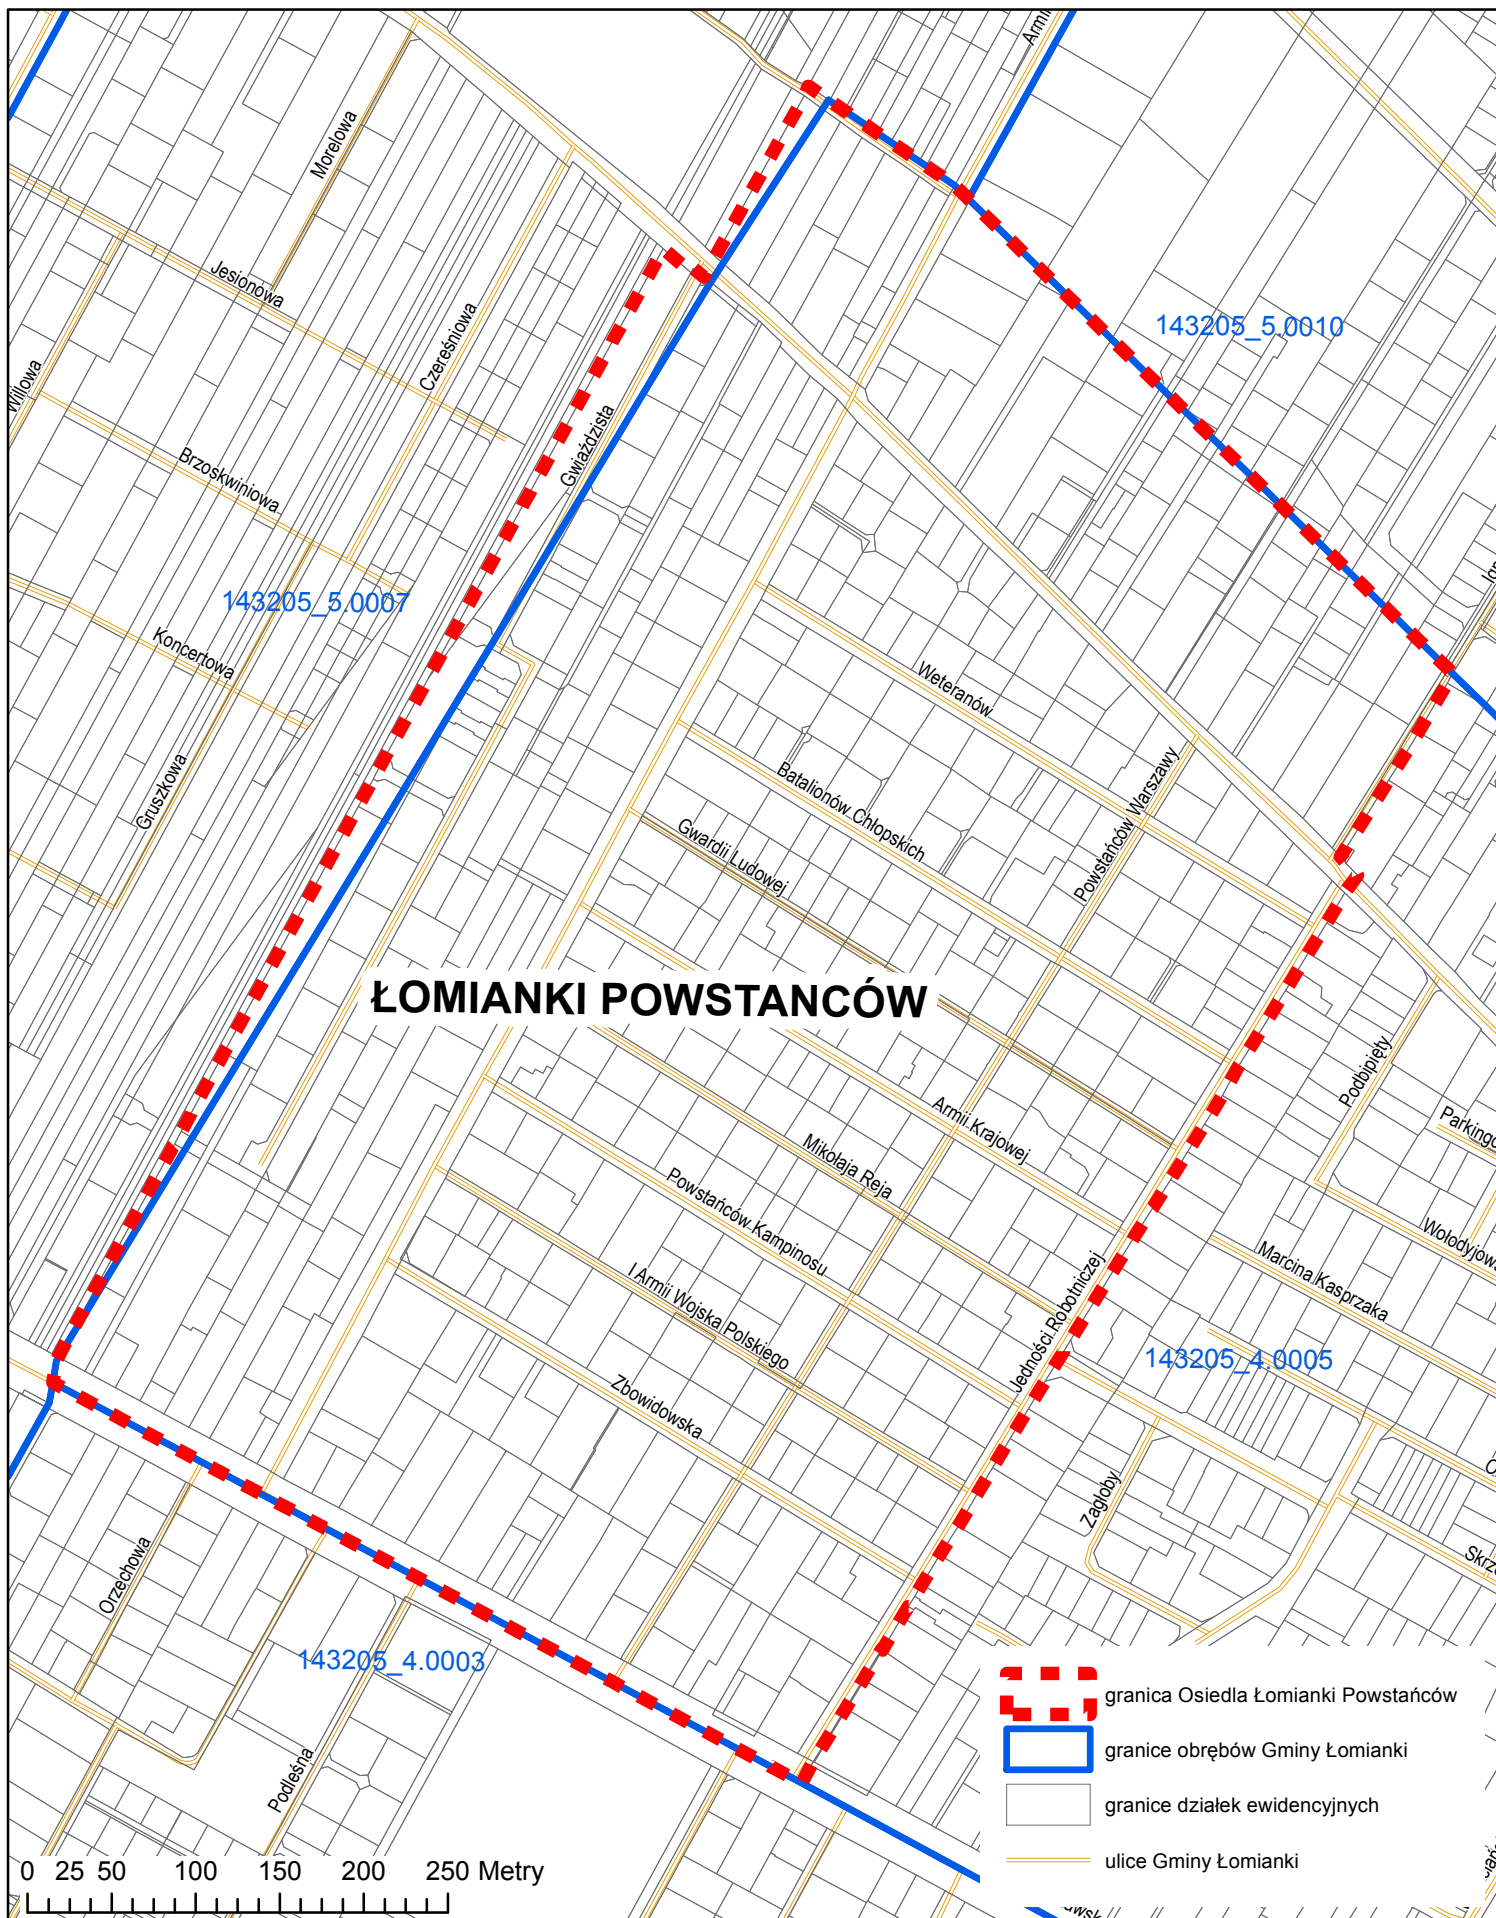 Morelowa
Jesionowa
Czereśniowa
Willowa
Brzoskwiniowa
Gwiaździsta
143205_5.0010
143205_5.0007
Koncertowa
Gruszkowa
Weteranów
Batalionów Chłopskich
Powstańców Warszawy
Gwardii Ludowej
ŁOMIANKI POWSTANCÓW
Podbipięty
Armii Krajowej
Mikołaja Reja
Powstańców Kampinosu
Marcina Kasprzaka
I Armii Wojska Polskiego
Jedności Robotniczej
143205_4.0005
Zbowidowska
Zagłoby
Orzechowa
143205_4.0003
Podleśna
granica Osiedla Łomianki Powstańców
granice obrębów Gminy Łomianki
granice działek ewidencyjnych
ulice Gminy Łomianki
0 25 50 100 150 200 250 Metry